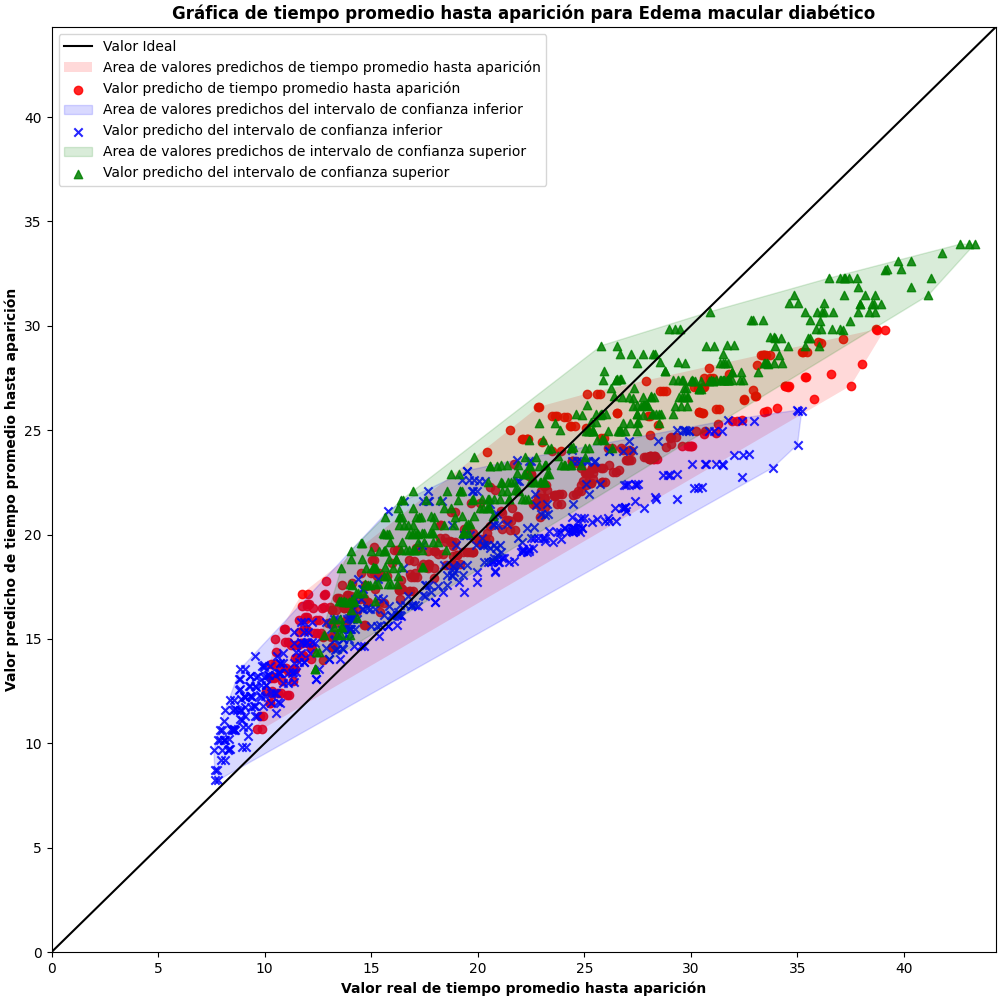 Gráfica de tiempo promedio hasta aparición para Edema macular diabético
Valor Ideal
Area de valores predichos de tiempo promedio hasta aparición
Valor predicho de tiempo promedio hasta aparición
Area de valores predichos del intervalo de confianza inferior
Valor predicho del intervalo de confianza inferior
Area de valores predichos de intervalo de confianza superior
Valor predicho del intervalo de confianza superior
Valor predicho de tiempo promedio hasta aparición
40
35
30
25
20
15
10
5
0
0 5 10 15 20 25 30 35 40
Valor real de tiempo promedio hasta aparición